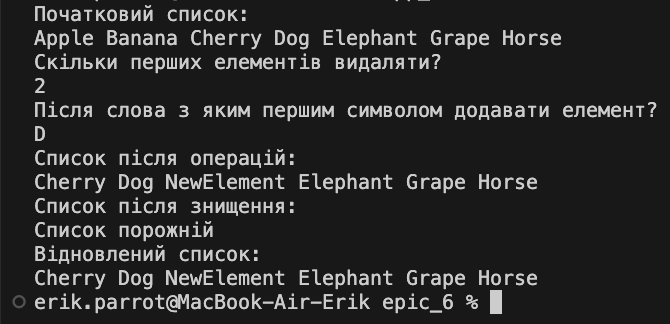 Початковий список:
Apple Banana Cherry Dog Elephant Grape Horse
Скільки перших елементів видаляти?
2
Після слова з яким першим символом додавати елемент?
D
Список після операцій:
Cherry Dog NewElement Elephant Grape Horse
Список після знищення:
Список порожній
Відновлений список:
Cherry Dog NewElement Elephant Grape Horse
erik.parrot@MacBook-Air-Erik epic_6 %